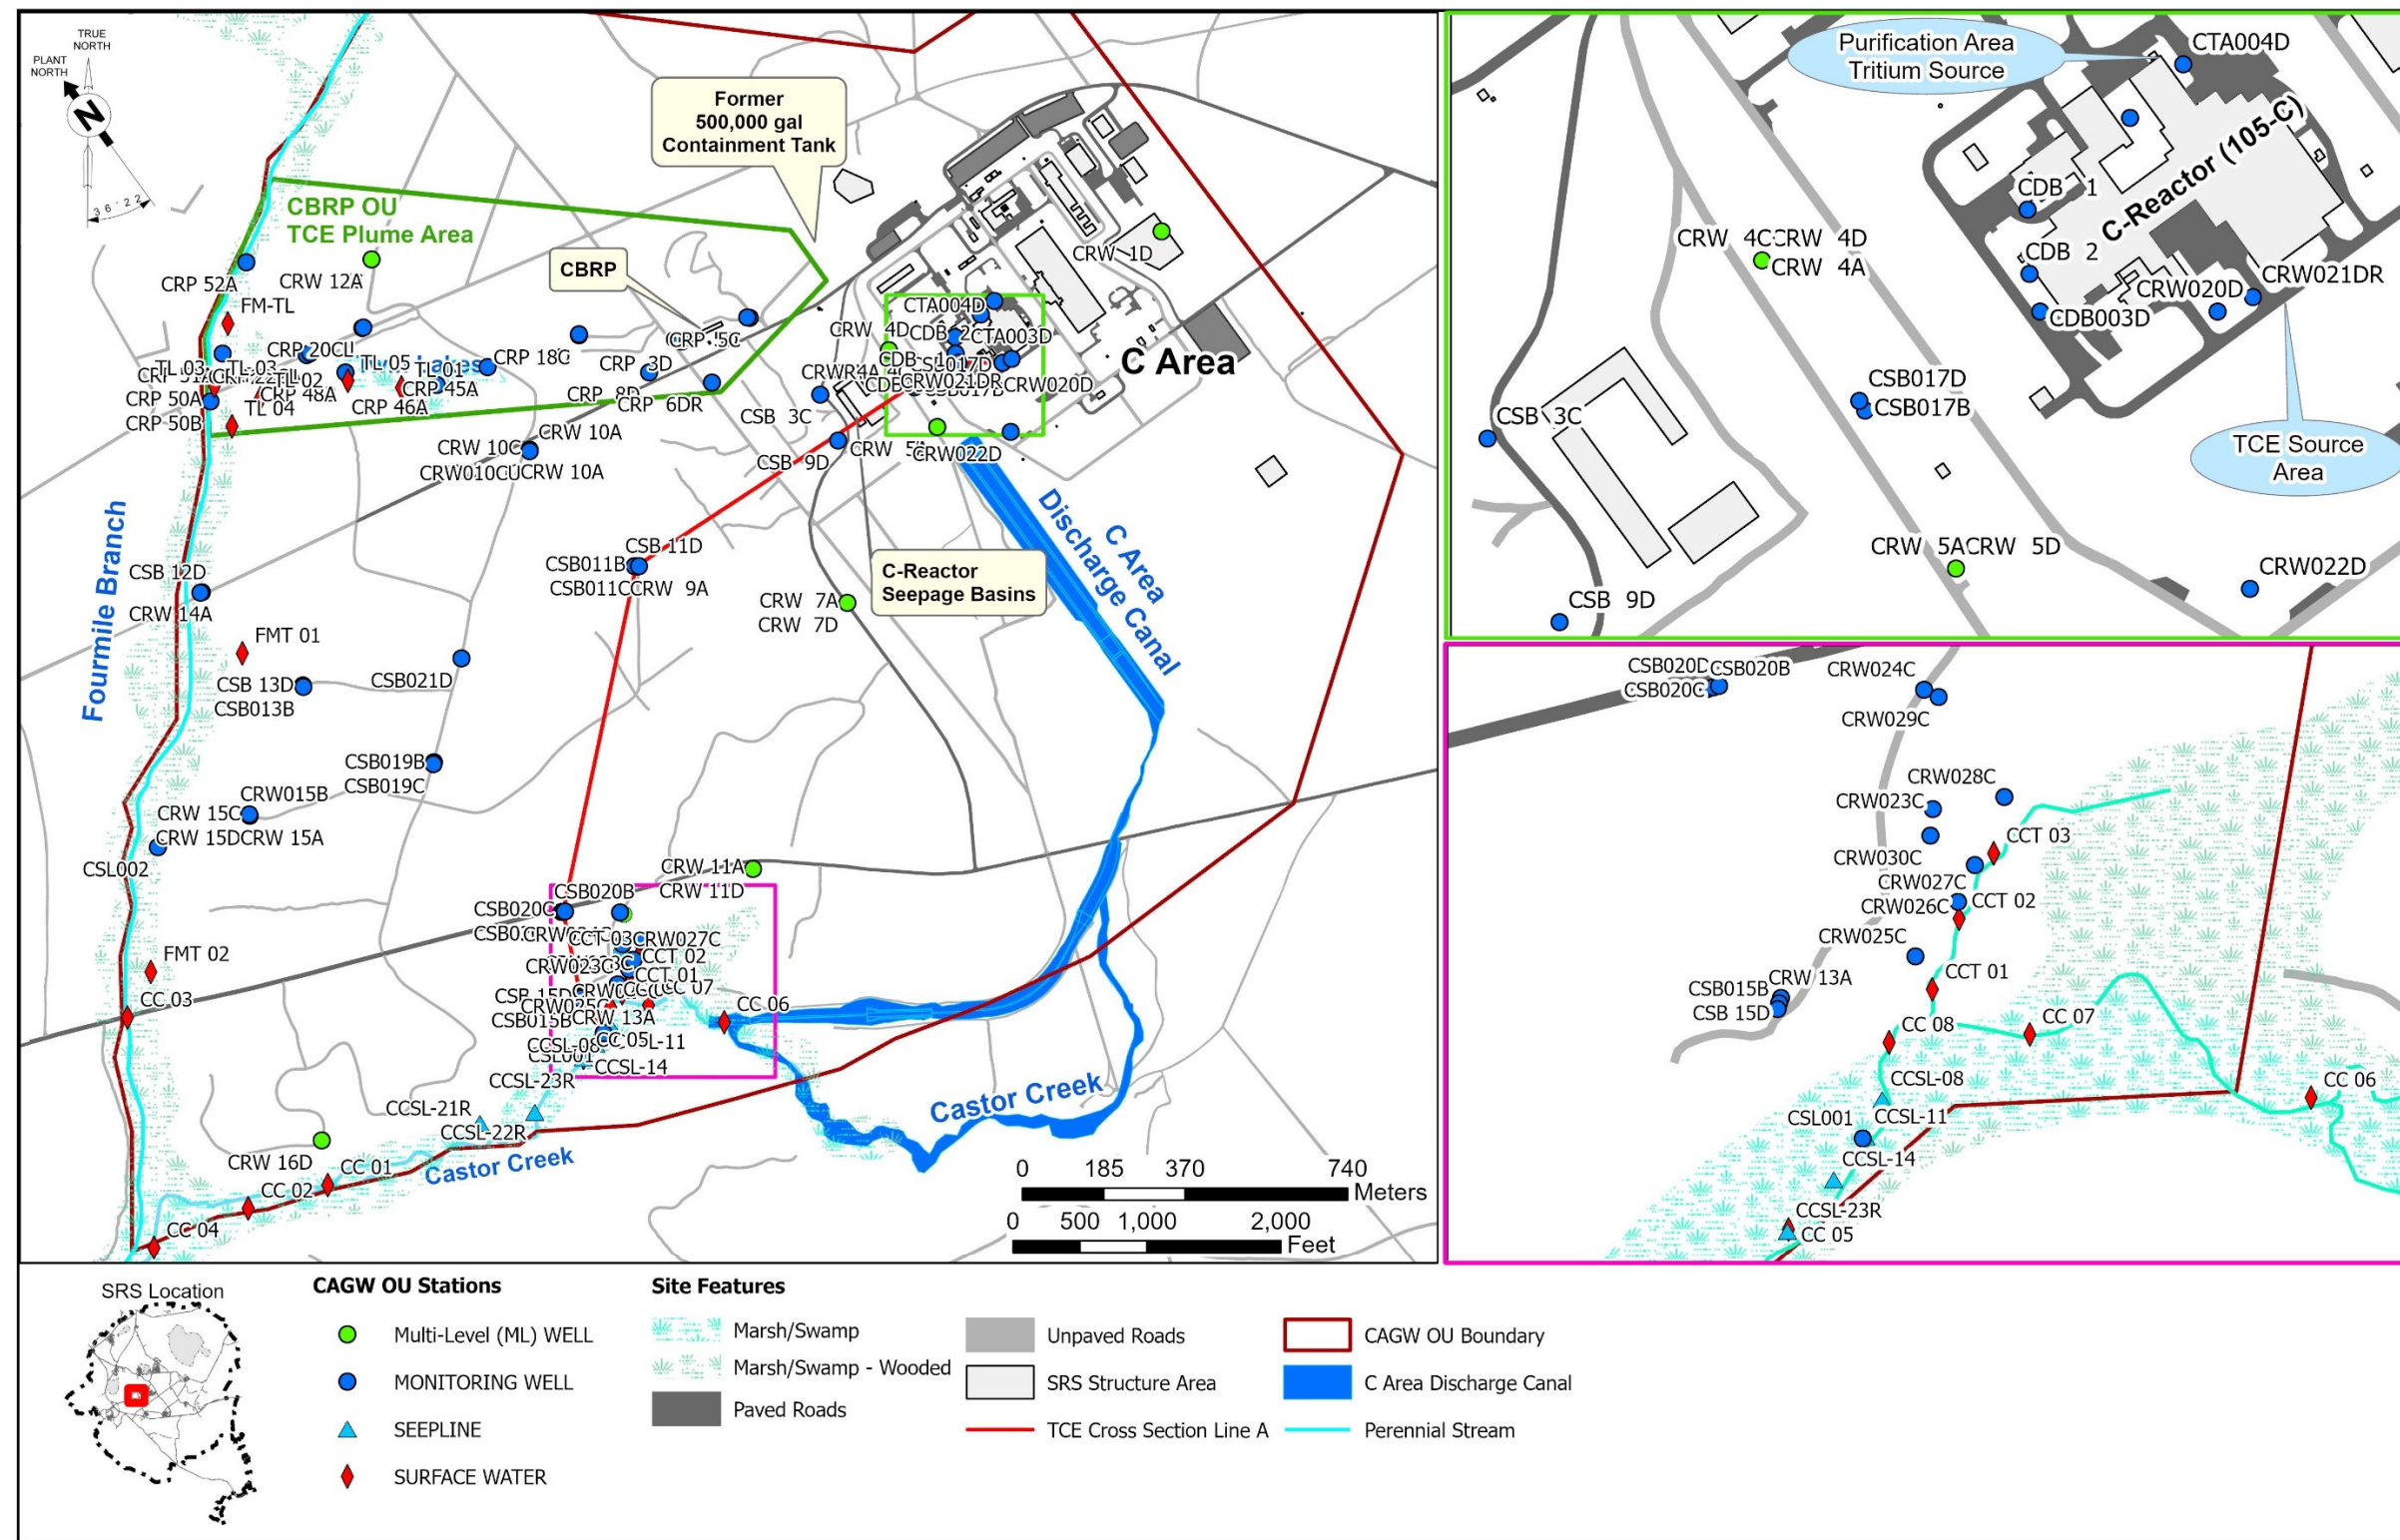 TRUE
NORTH
PLANT
NORTH
N
36°22'
Former
500,000 gal
Containment Tank
CBRP OU
TCE Plume Area
CBRP
CRW 1D
CRP 52A
CRW 12A
FM-TL
CTA004D
CRW 4D
CTA003D
CRP 5C
TL 03
TL 05
TL 01
CRP 18C
CRP 3D
C Area
CRP 48A
CRP 45A
CRP 50A
TL 04
CRP 46A
CRP 8D
CRP 6DR
CRP 50B
CSB 3C
CRW021DR
CRW020D
CRW 10C
CRW 10A
CRW010CU
CRW 10A
CSB 9D
CRW022D
C Area
Discharge Canal
Fourmile Branch
CSB 11D
CSB011B
CSB011C
CRW 9A
CSB 12D
CRW 14A
C-Reactor
Seepage Basins
CRW 7A
CRW 7D
FMT 01
CSB 13D
CSB013B
CSB021D
CSB019B
CSB019C
CRW015B
CRW 15C
CRW 15D
CRW 15A
CSL002
CRW 11A
CRW 11D
CSB020B
CSB020C
CCT 03
CRW027C
CCT 02
CRW023C
CCT 01
FMT 02
CC 03
CC 06
CSB015B
CRW 13A
CCSL-08
CC 05
CCSL-14
CCSL-23R
CCSL-21R
CCSL-22R
Castor Creek
CRW 16D
CC 01
Castor Creek
CC 02
CC 04
0 185 370 740
Meters
0 500 1,000 2,000
Feet
Purification Area
Tritium Source
CTA004D
C-Reactor (105-C)
CDB 1
CRW 4C
CRW 4D
CRW 4A
CDB 2
CRW021DR
CRW020D
CDB003D
CSB017D
CSB017B
CSB 3C
TCE Source
Area
CRW 5A
CRW 5D
CRW022D
CSB 9D
CSB020D
CSB020B
CSB020C
CRW024C
CRW029C
CRW028C
CRW023C
CCT 03
CRW030C
CRW027C
CRW026C
CCT 02
CRW025C
CCT 01
CSB015B
CRW 13A
CSB 15D
CC 08
CC 07
CC 06
CCSL-08
CSL001
CCSL-11
CCSL-14
CCSL-23R
CC 05
SRS Location
CAGW OU Stations
Multi-Level (ML) WELL
MONITORING WELL
SEEPLINE
SURFACE WATER
Site Features
Marsh/Swamp
Marsh/Swamp - Wooded
Paved Roads
Unpaved Roads
SRS Structure Area
TCE Cross Section Line A
CAGW OU Boundary
C Area Discharge Canal
Perennial Stream